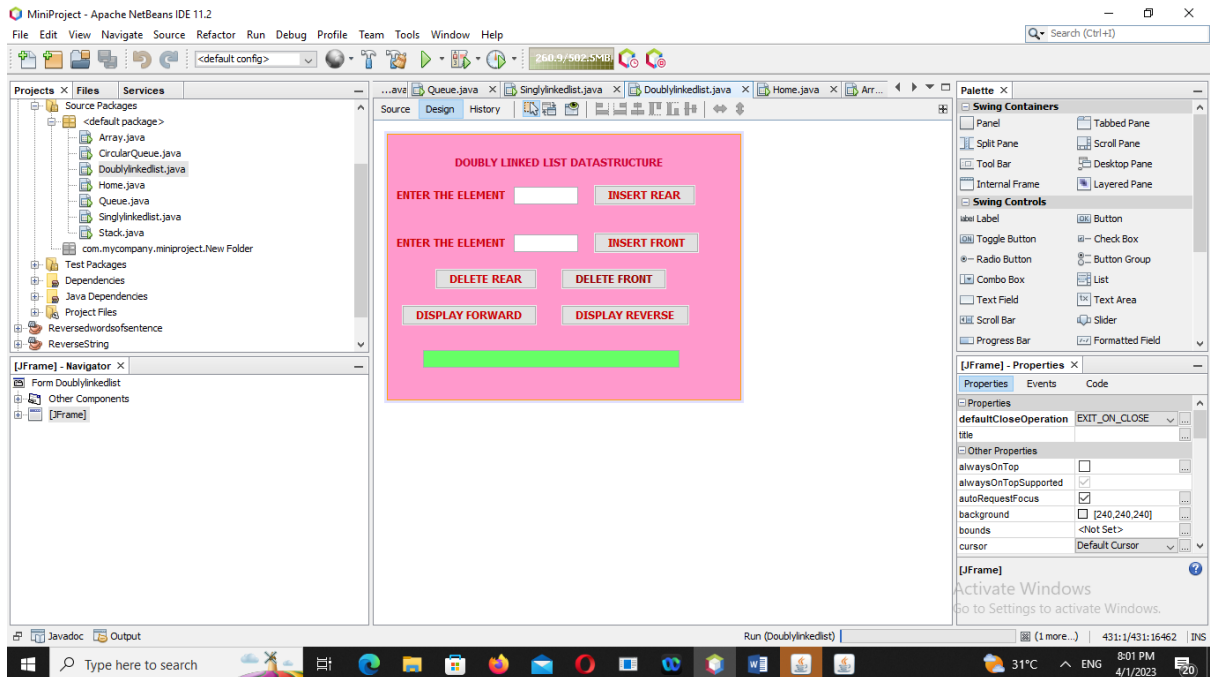 MiniProject - Apache NetBeans IDE 11.2
File Edit View Navigate Source Refactor Run Debug Profile Team Tools Window Help
Search (Ctrl+I)
<default config>
260.9/502.5MB
Projects Files Services
Source Packages
<default package>
Array.java
CircularQueue.java
Doublylinkedlist.java
Home.java
Queue.java
Singlylinkedlist.java
Stack.java
com.mycompany.miniproject.New Folder
Test Packages
Dependencies
Java Dependencies
Project Files
Reversedwordsofsentence
ReverseString
[JFrame] - Navigator
Form Doublylinkedlist
Other Components
[JFrame]
...ava Queue.java Singlylinkedlist.java Doublylinkedlist.java Home.java Arr...
Source Design History
DOUBLY LINKED LIST DATASTRUCTURE
ENTER THE ELEMENT INSERT REAR
ENTER THE ELEMENT INSERT FRONT
DELETE REAR DELETE FRONT
DISPLAY FORWARD DISPLAY REVERSE
Palette
Swing Containers
Panel Tabbed Pane
Split Pane Scroll Pane
Tool Bar Desktop Pane
Internal Frame Layered Pane
Swing Controls
label Label OK Button
ON Toggle Button Check Box
Radio Button Button Group
Combo Box List
Text Field Text Area
Scroll Bar Slider
Progress Bar Formatted Field
[JFrame] - Properties
Properties Events Code
Properties
defaultCloseOperation EXIT_ON_CLOSE
title
Other Properties
alwaysOnTop
alwaysOnTopSupported
autoRequestFocus
background [240,240,240]
bounds <Not Set>
cursor Default Cursor
[JFrame]
Activate Windows
Go to Settings to activate Windows.
Javadoc Output
Run (Doublylinkedlist)
(1 more...) 431:1/431:16462 INS
Type here to search
31°C ENG 8:01 PM
4/1/2023
20